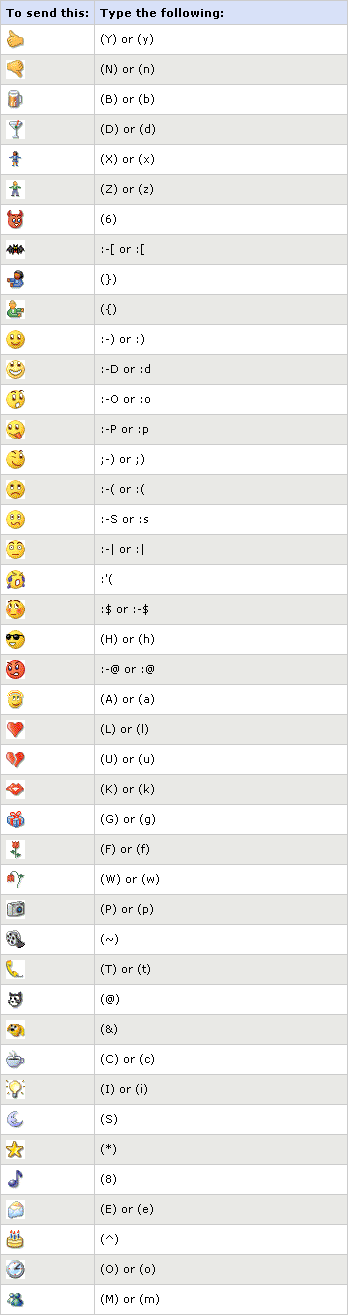 To send this: Type the following:
(Y) or (y)
(N) or (n)
(B) or (b)
(D) or (d)
(X) or (x)
(Z) or (z)
(6)
:-[ or :[
(})
({)
:-) or :)
:-D or :d
:-O or :o
:-P or :p
;-) or ;)
:-( or :(
:-S or :s
:-| or :|
:'(
:$ or :-$
(H) or (h)
:-@ or :@
(A) or (a)
(L) or (l)
(U) or (u)
(K) or (k)
(G) or (g)
(F) or (f)
(W) or (w)
(P) or (p)
(~)
(T) or (t)
(@)
(&)
(C) or (c)
(I) or (i)
(S)
(*)
(8)
(E) or (e)
(^)
(O) or (o)
(M) or (m)